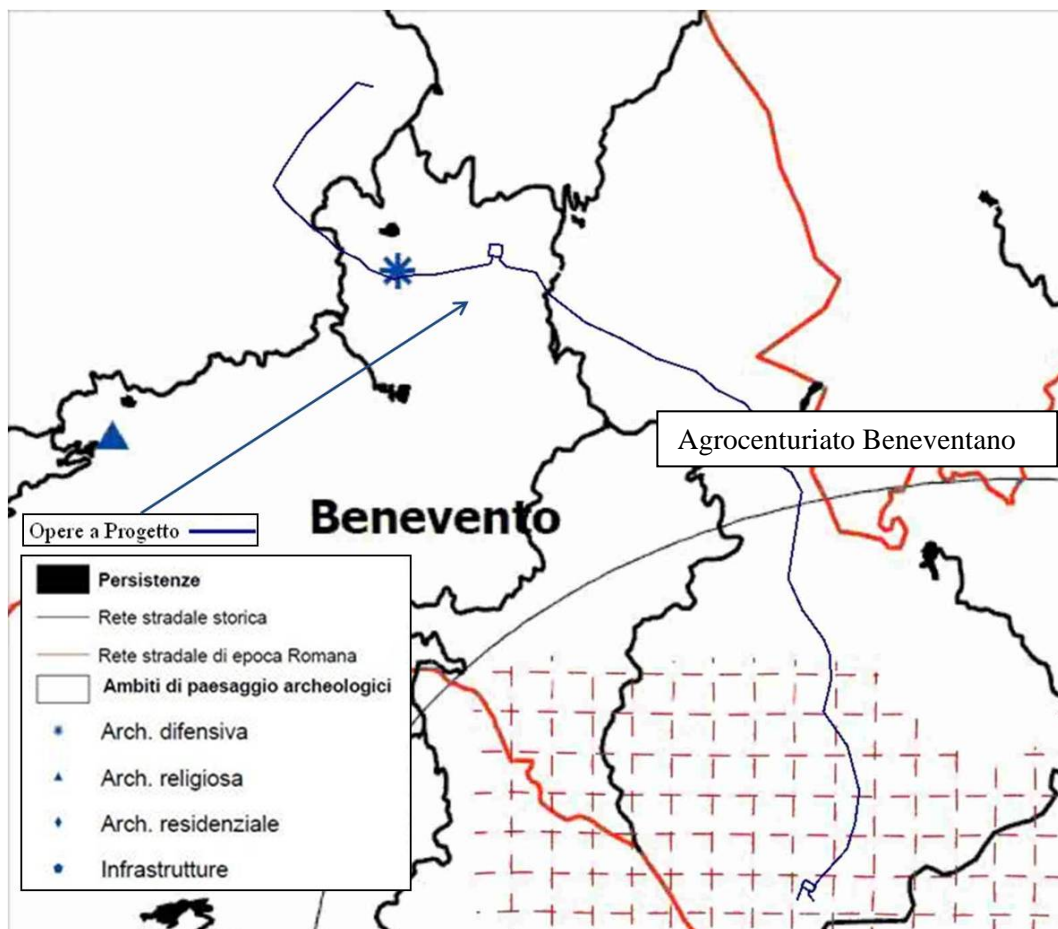 Agrocenturiato Beneventano
Benevento
Opere a Progetto
Persistenze
Rete stradale storica
Rete stradale di epoca Romana
Ambiti di paesaggio archeologici
Arch. difensiva
Arch. religiosa
Arch. residenziale
Infrastrutture